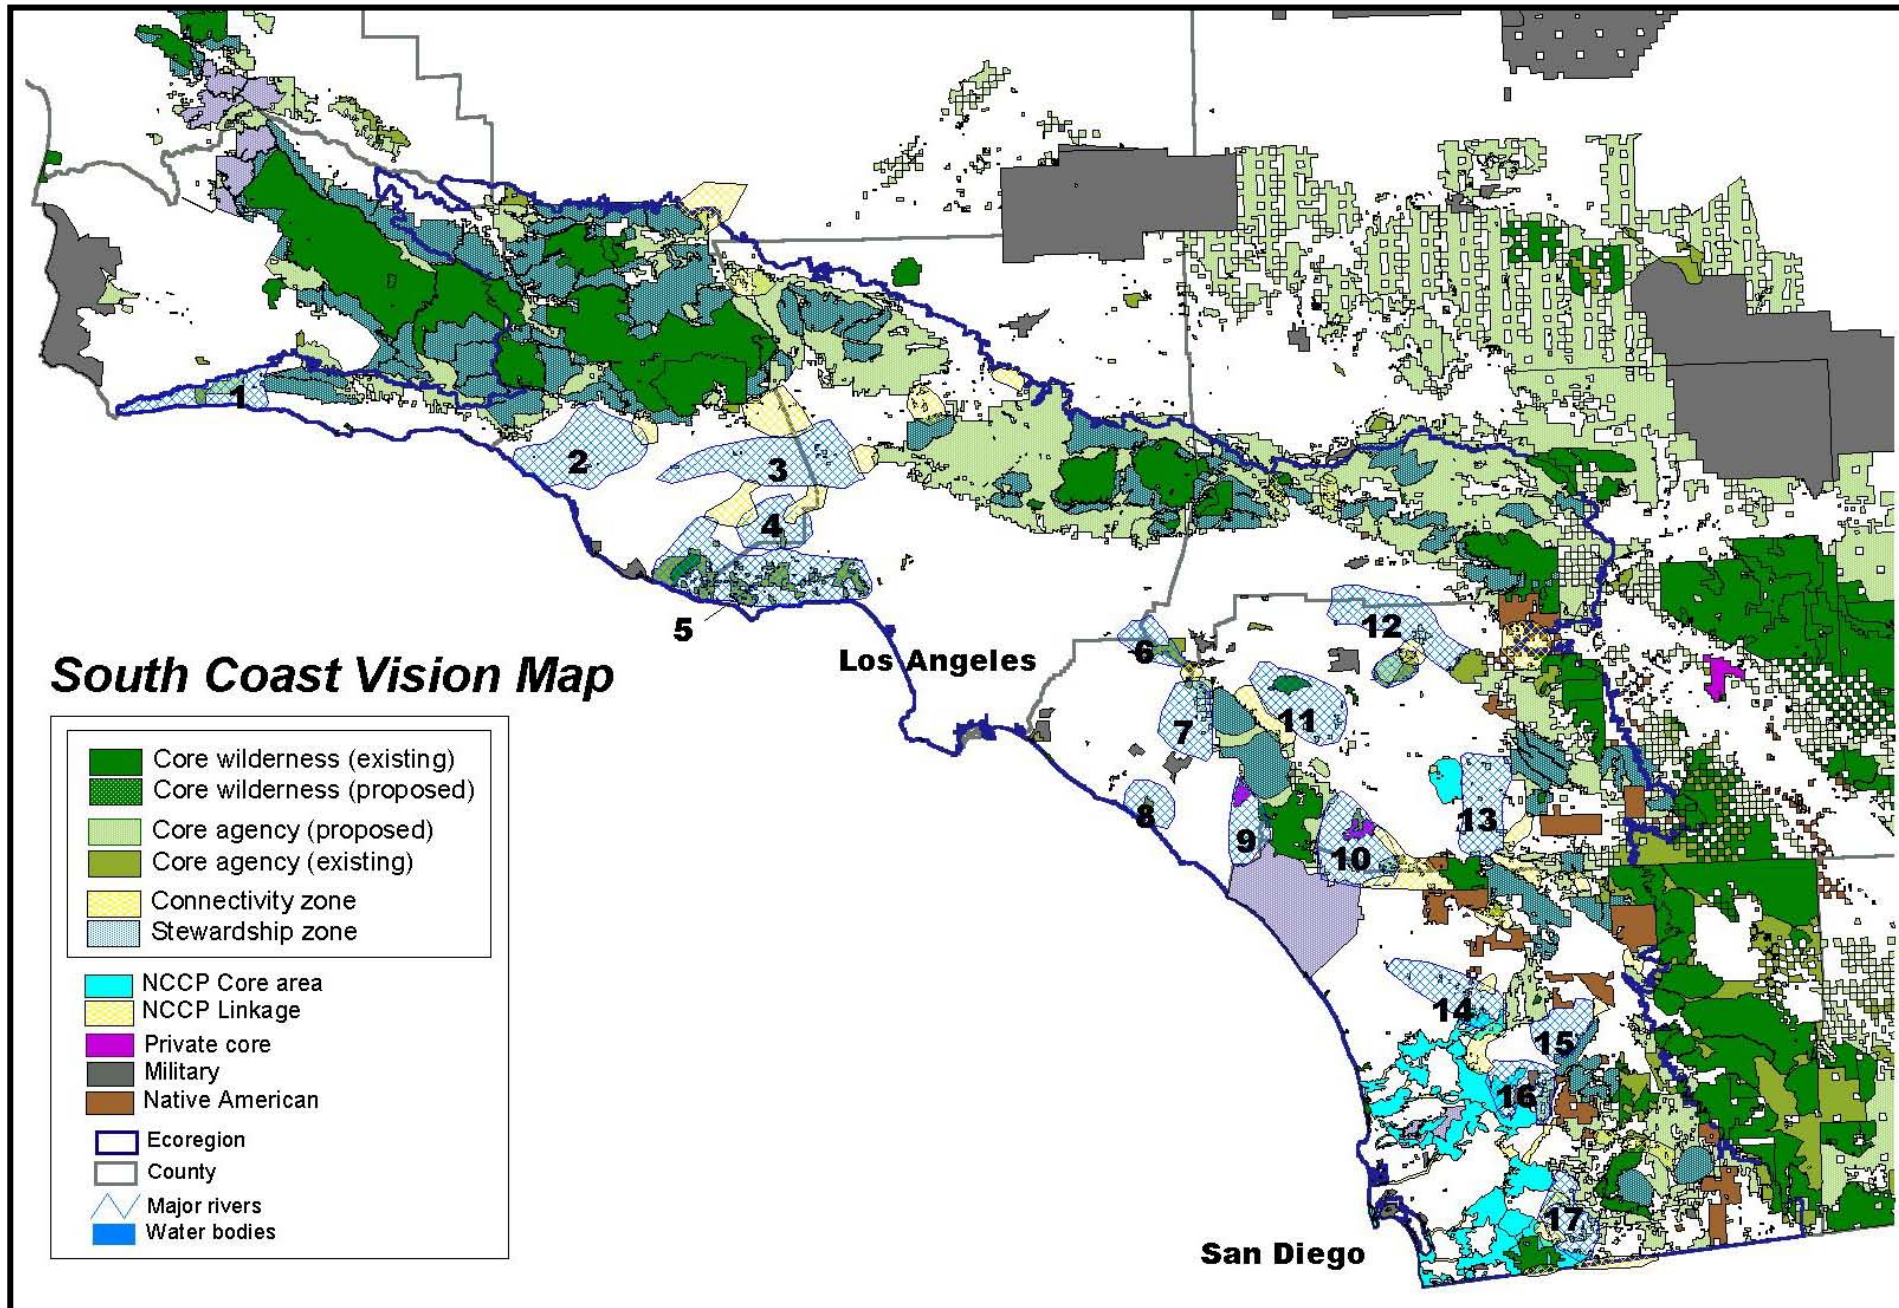 1
2
3
4
5
6
7
8
9
10
11
12
13
14
15
16
17
Los Angeles
San Diego
South Coast Vision Map
Core wilderness (existing)
Core wilderness (proposed)
Core agency (proposed)
Core agency (existing)
Connectivity zone
Stewardship zone
NCCP Core area
NCCP Linkage
Private core
Military
Native American
Ecoregion
County
Major rivers
Water bodies